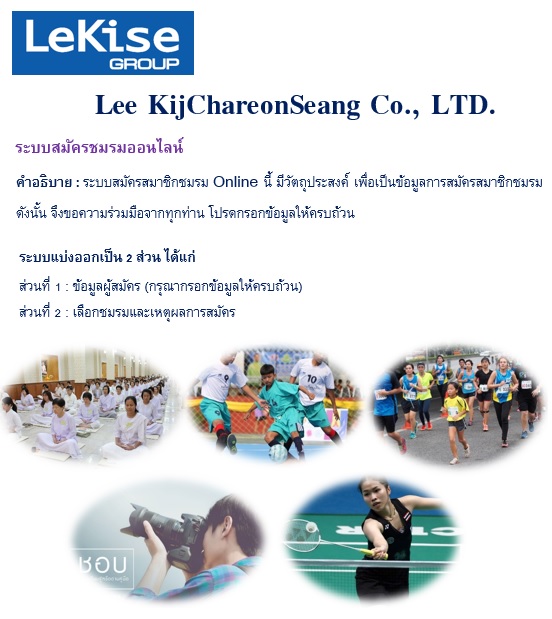 LeKise
GROUP
Lee KijChareonSeang Co., LTD.
ระบบสมัครชมรมออนไลน์
คำอธิบาย : ระบบสมัครสมาชิกชมรม Online นี้ มีวัตถุประสงค์ เพื่อเป็นข้อมูลการสมัครสมาชิกชมรม
ดังนั้น จึงขอความร่วมมือจากทุกท่าน โปรดกรอกข้อมูลให้ครบถ้วน
ระบบแบ่งออกเป็น 2 ส่วน ได้แก่
ส่วนที่ 1 : ข้อมูลผู้สมัคร (กรุณากรอกข้อมูลให้ครบถ้วน)
ส่วนที่ 2 : เลือกชมรมและเหตุผลการสมัคร
9
10
ชอบ